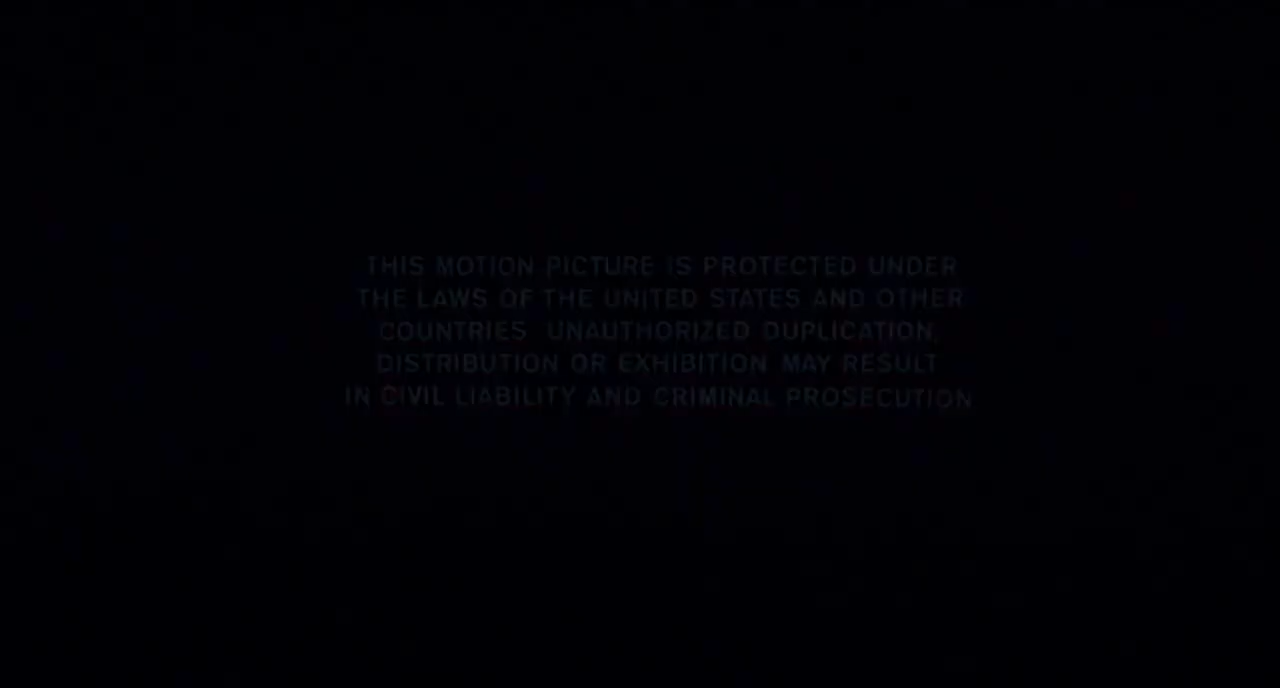 THIS MOTION PICTURE IS PROTECTED UNDER
THE LAWS OF THE UNITED STATES AND OTHER
COUNTRIES UNAUTHORIZED DUPLICATION,
DISTRIBUTION OR EXHIBITION MAY RESULT
IN CIVIL LIABILITY AND CRIMINAL PROSECUTION